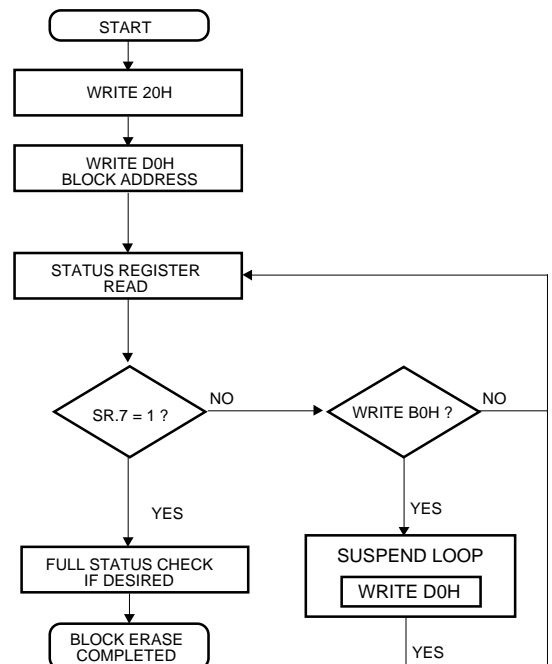 START
WRITE 20H
WRITE D0H
BLOCK ADDRESS
STATUS REGISTER
READ
SR.7 = 1 ?
NO
WRITE B0H ?
NO
YES
YES
FULL STATUS CHECK
IF DESIRED
SUSPEND LOOP
WRITE D0H
BLOCK ERASE
COMPLETED
YES